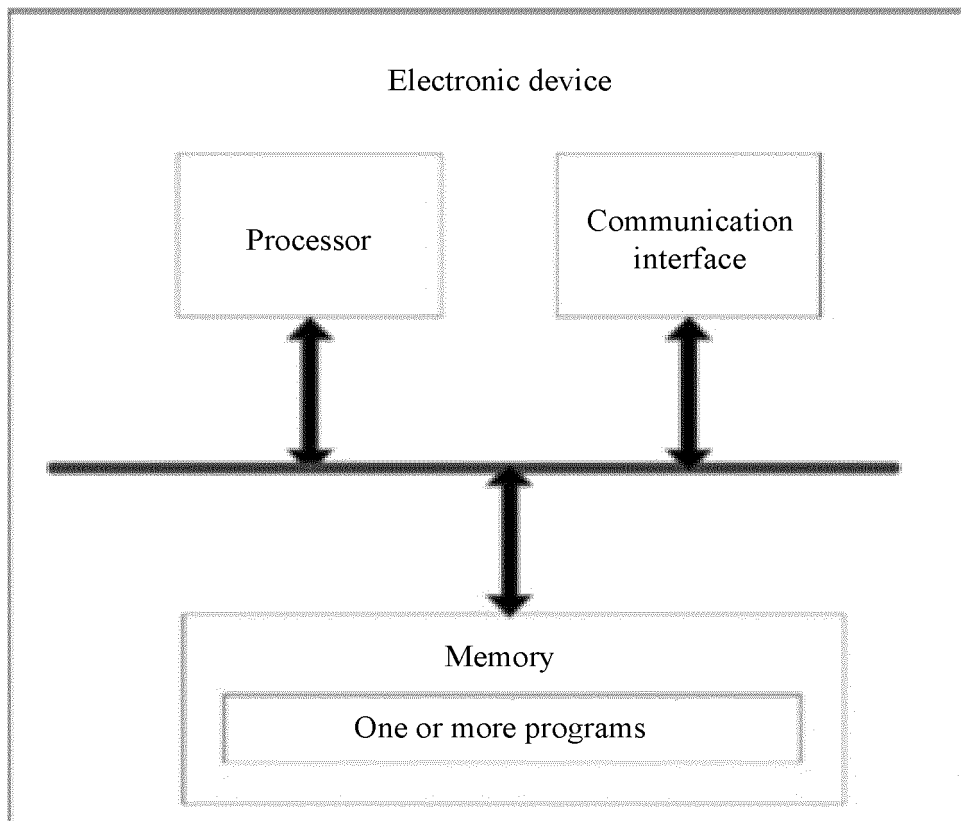 Electronic device
Processor
Communication
interface
Memory
One or more programs